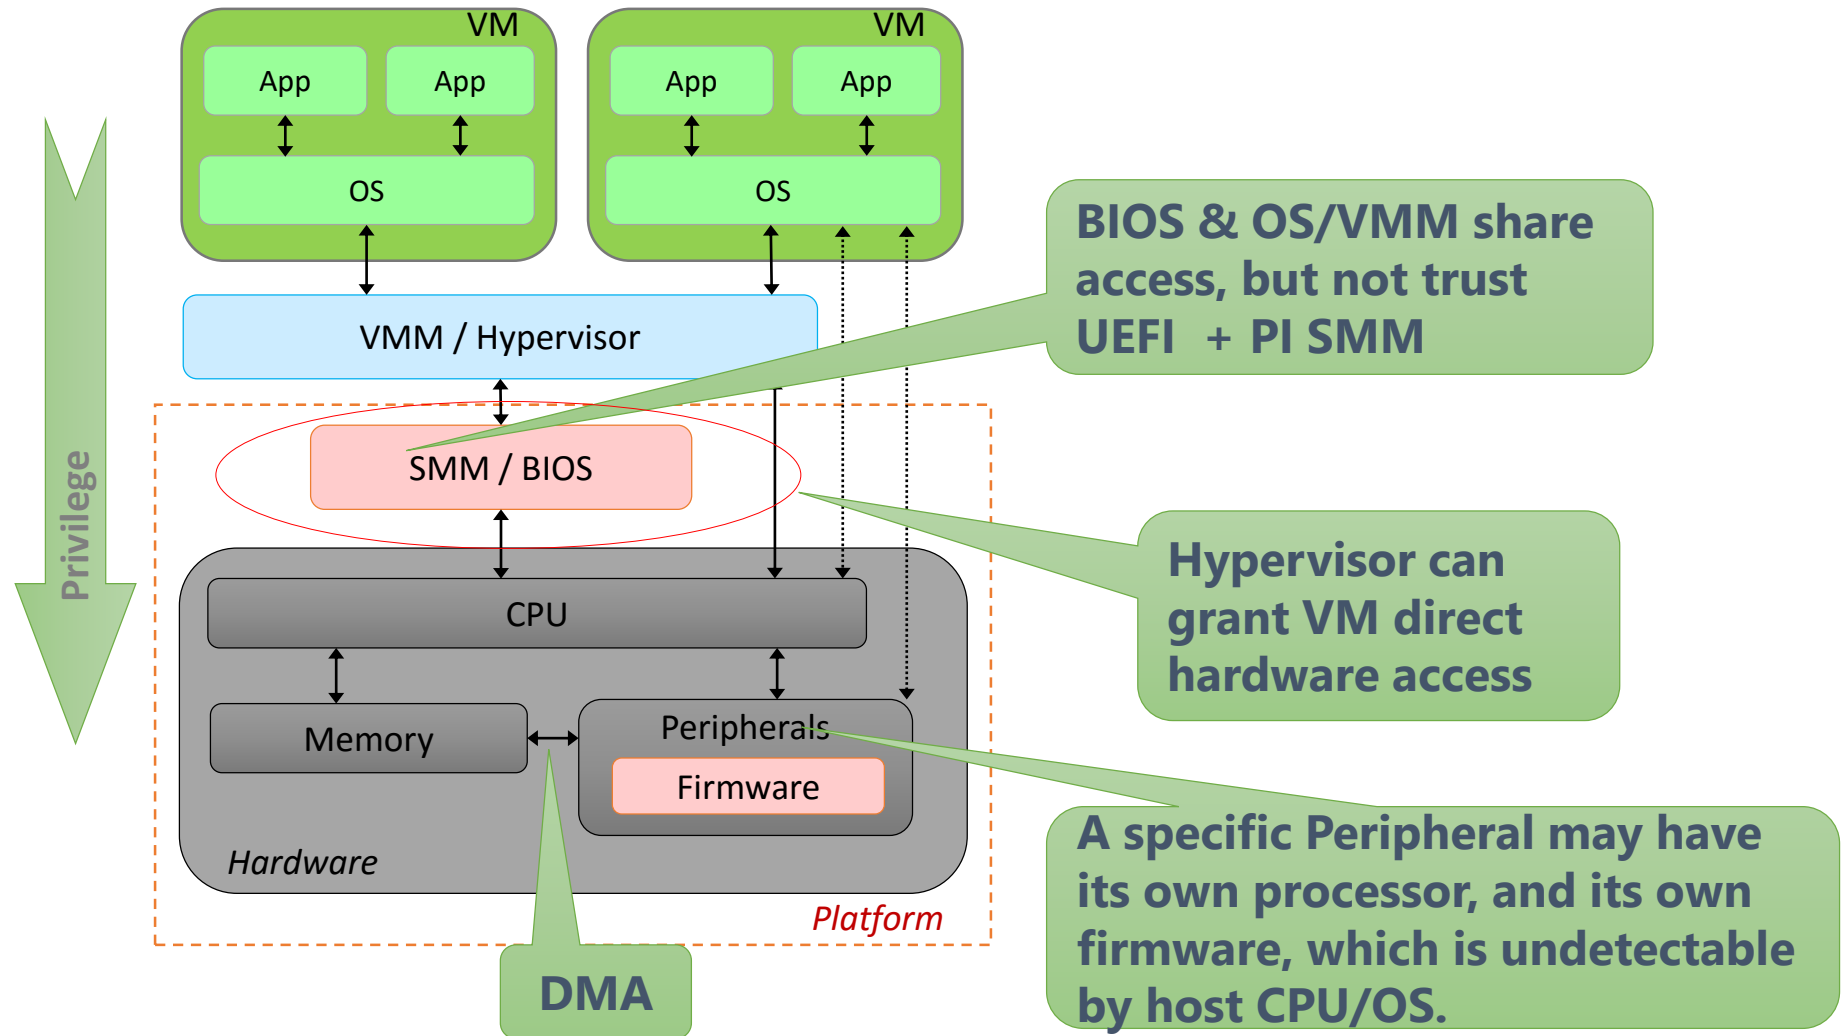 VM
VM
App
App
App
App
OS
OS
VMM / Hypervisor
SMM / BIOS
CPU
Memory
Peripherals
Firmware
Hardware
Platform
Privilege
BIOS & OS/VMM share
access, but not trust
UEFI + PI SMM
Hypervisor can
grant VM direct
hardware access
A specific Peripheral may have
its own processor, and its own
firmware, which is undetectable
by host CPU/OS.
DMA